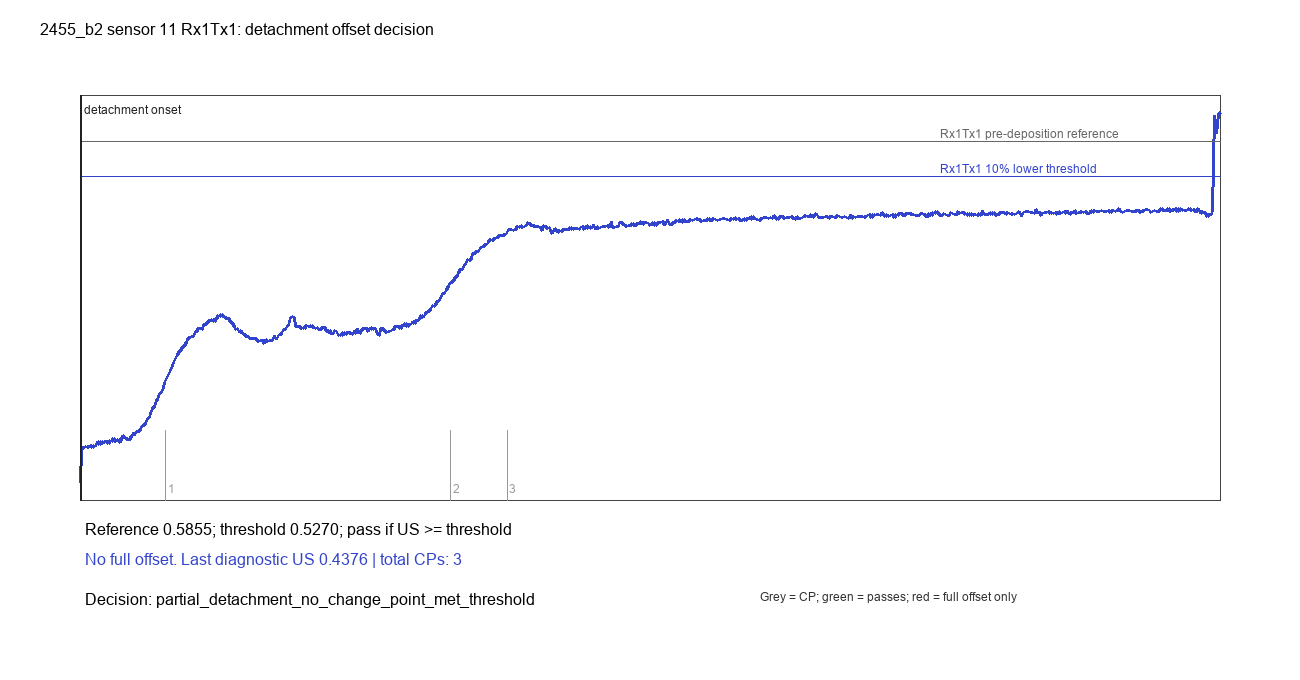 2455_b2 sensor 11 Rx1Tx1: detachment offset decision
detachment onset
Rx1Tx1 pre-deposition reference
Rx1Tx1 10% lower threshold
1
2
3
Reference 0.5855; threshold 0.5270; pass if US >= threshold
No full offset. Last diagnostic US 0.4376 | total CPs: 3
Decision: partial_detachment_no_change_point_met_threshold
Grey = CP; green = passes; red = full offset only